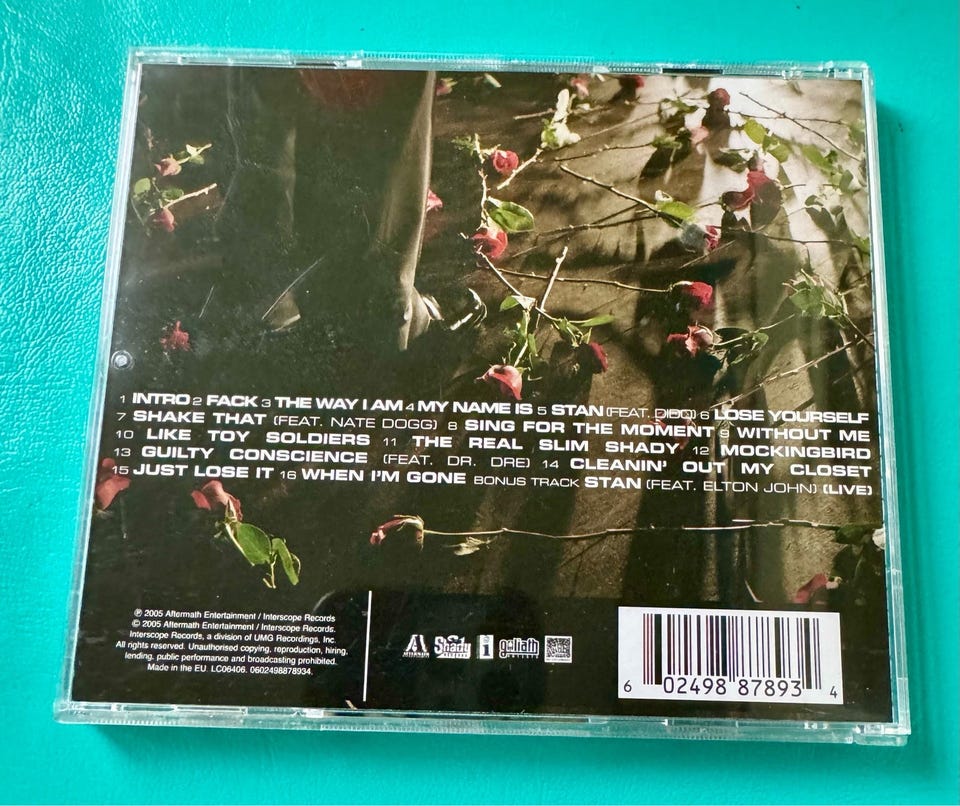 1 INTRO 2 FACK 3 THE WAY I AM 4 MY NAME IS 5 STAN (FEAT. DIDO) 6 LOSE YOURSELF
7 SHAKE THAT (FEAT. NATE DOGG) 8 SING FOR THE MOMENT 9 WITHOUT ME
10 LIKE TOY SOLDIERS 11 THE REAL SLIM SHADY 12 MOCKINGBIRD
13 GUILTY CONSCIENCE (FEAT. DR. DRE) 14 CLEANIN' OUT MY CLOSET
15 JUST LOSE IT 16 WHEN I'M GONE BONUS TRACK STAN (FEAT. ELTON JOHN) (LIVE)
℗ 2005 Aftermath Entertainment / Interscope Records
© 2005 Aftermath Entertainment / Interscope Records.
Interscope Records, a division of UMG Recordings, Inc.
All rights reserved. Unauthorised copying, reproduction, hiring,
lending, public performance and broadcasting prohibited.
Made in the EU. LC06406. 0602498878934.
AFTERMATH
Shady
i
goliath
6 02498 87893 4